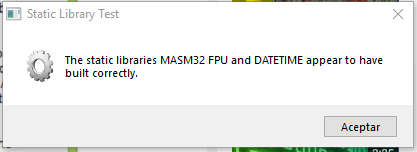 Static Library Test
The static libraries MASM32 FPU and DATETIME appear to have
built correctly.
Aceptar